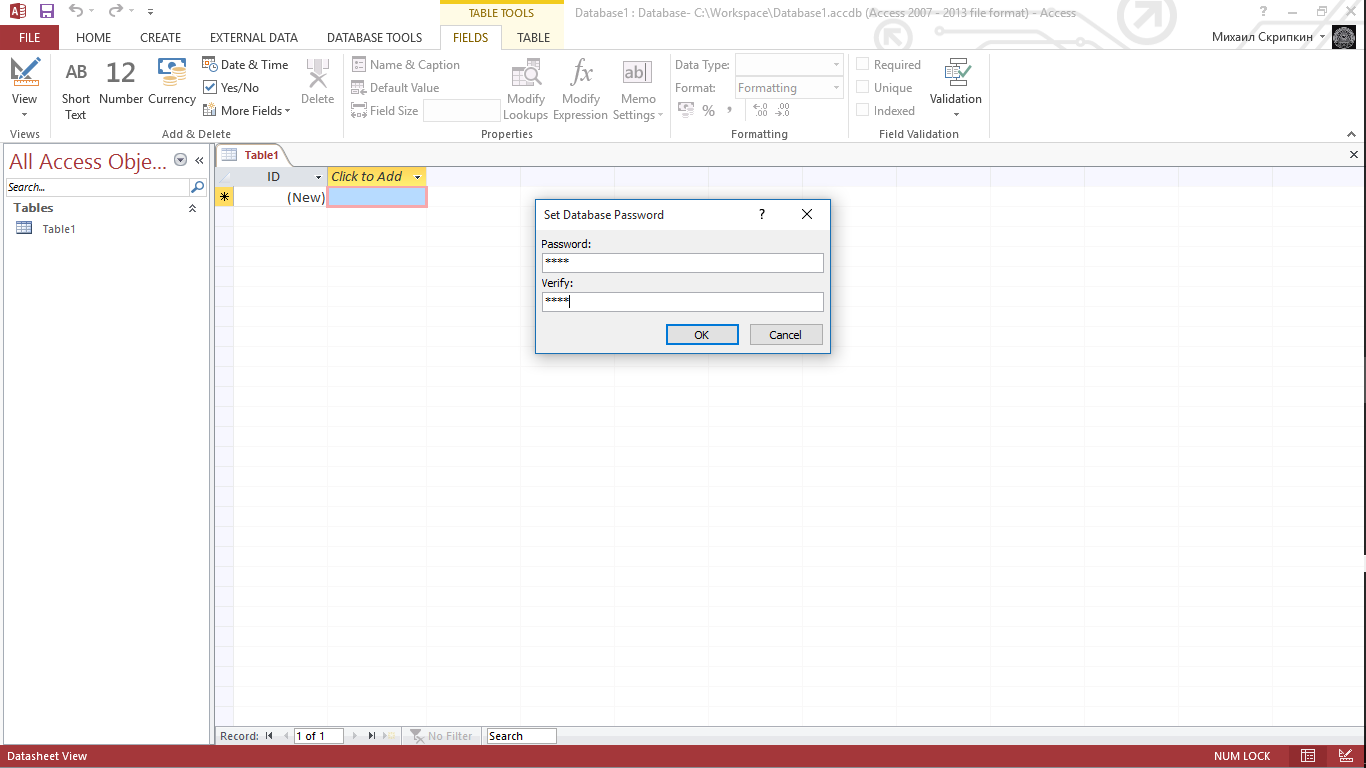 TABLE TOOLS
Database1 : Database- C:\Workspace\Database1.accdb (Access 2007 - 2013 file format) - Access
?
FILE HOME CREATE EXTERNAL DATA DATABASE TOOLS FIELDS TABLE
Михаил Скрипкин
View
Views
AB
Short
Text
12
Number
Currency
Date & Time
Yes/No
More Fields
Delete
Add & Delete
Name & Caption
Default Value
Field Size
Modify
Lookups
fx
Modify
Expression
ab
Memo
Settings
Properties
Data Type:
Format: Formatting
% ,
←.0 .00
.00 →.0
Formatting
Required
Unique
Indexed
Validation
Field Validation
All Access Obje...
«
Search...
Tables
Table1
Table1
ID Click to Add
(New)
Set Database Password ?
Password:
****
Verify:
****
OK Cancel
Record: 1 of 1 No Filter Search
Datasheet View
NUM LOCK